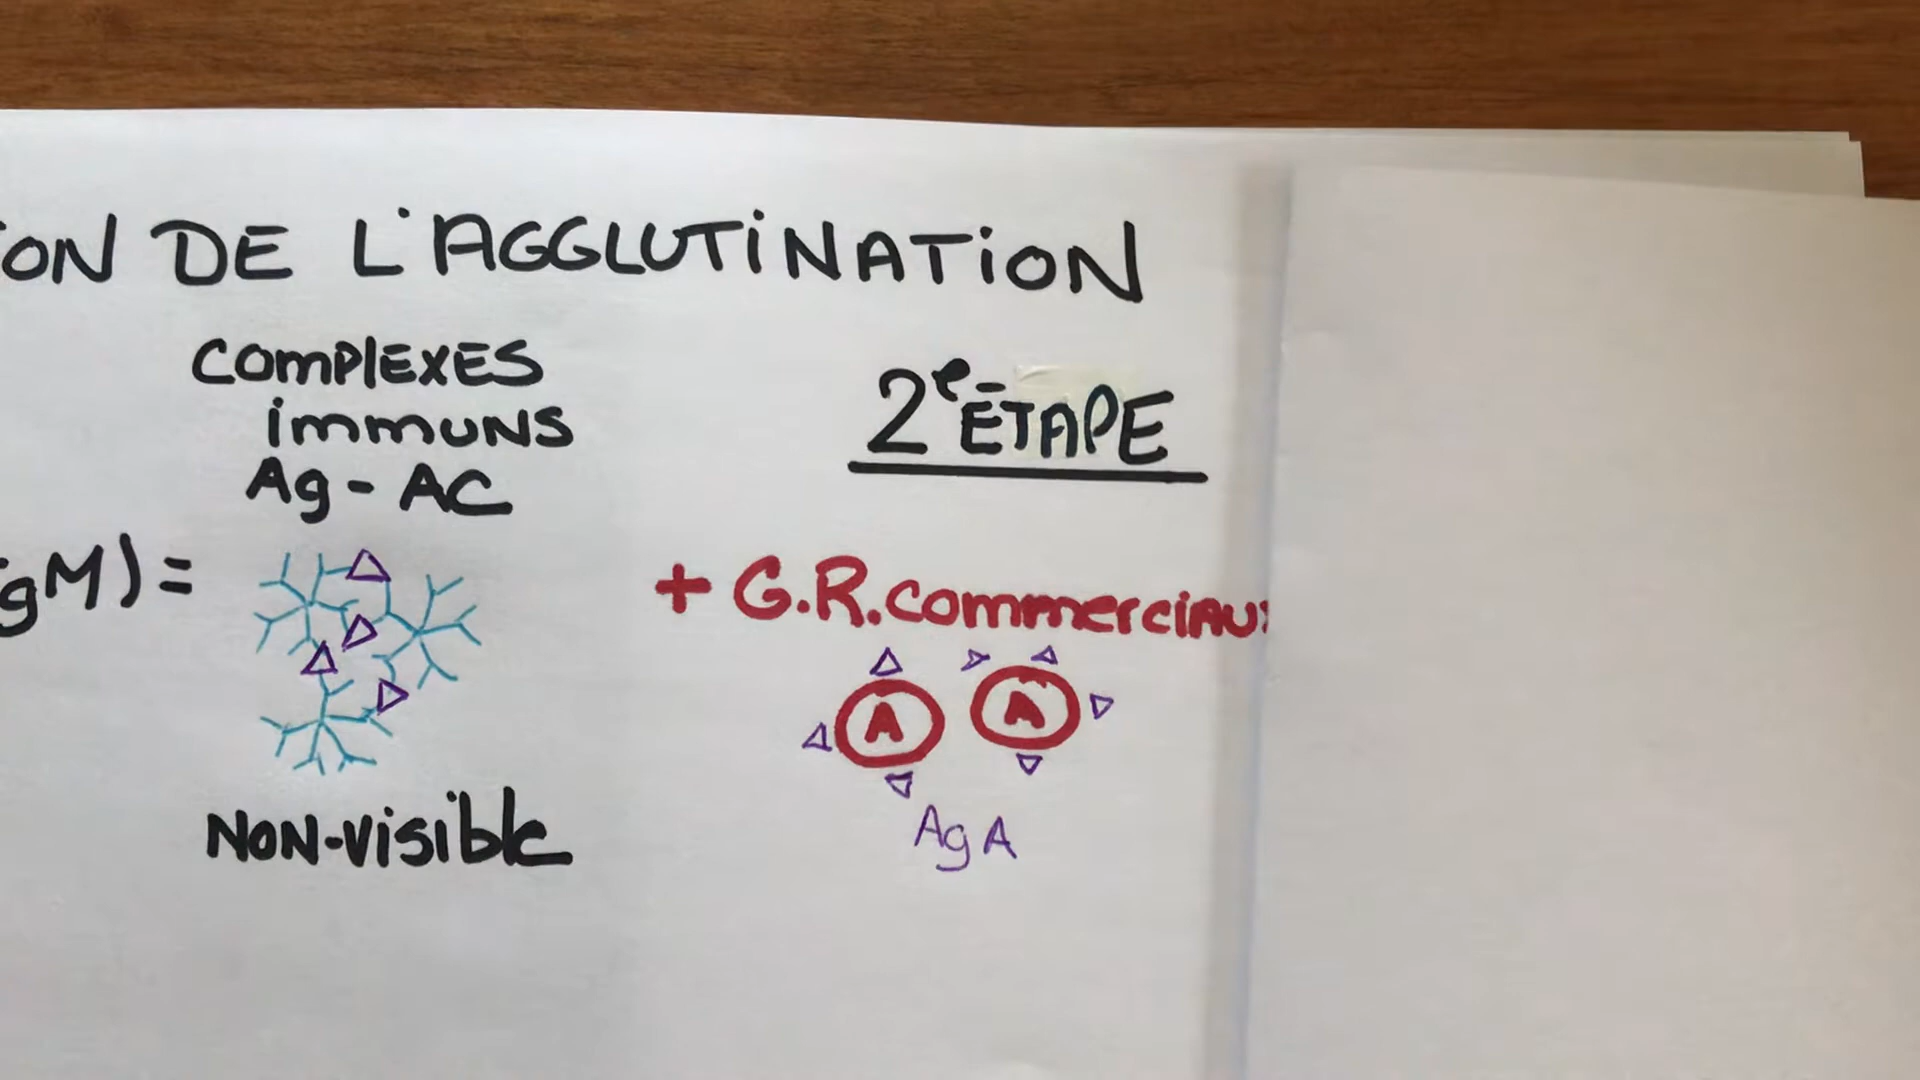 ON DE L'AGGLUTINATION
COMPLEXES
immUNS
Ag - AC
gM) =
NON-visible
2e ÉTAPE
+ G.R. commerciau
A A
Ag A